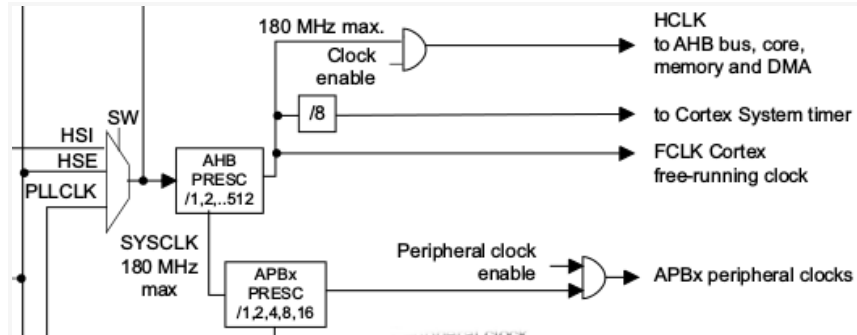 180 MHz max.
Clock
enable
HCLK
to AHB bus, core,
memory and DMA
/8
to Cortex System timer
SW
HSI
HSE
PLLCLK
AHB
PRESC
/1,2,..512
FCLK Cortex
free-running clock
SYSCLK
180 MHz
max
APBx
PRESC
/1,2,4,8,16
Peripheral clock
enable
APBx peripheral clocks